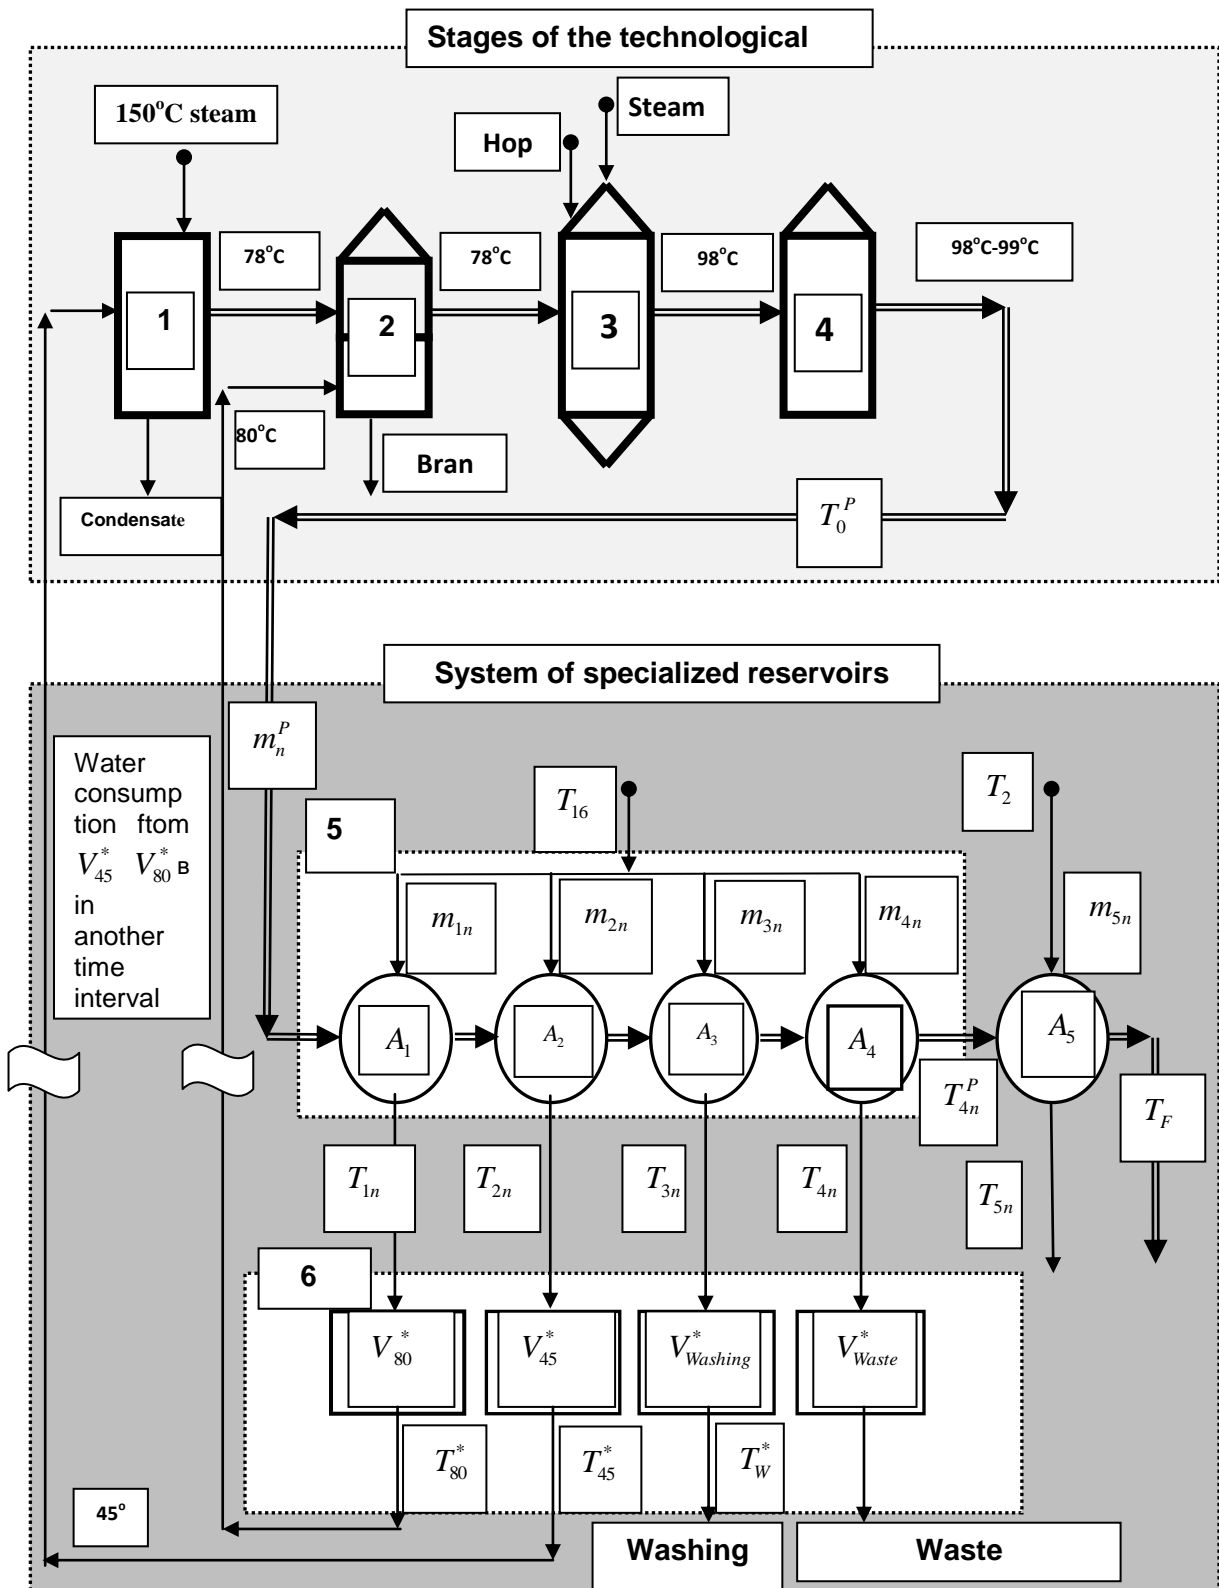 Stages of the technological
150°C steam
Steam
Hop
78°C
78°C
98°C
98°C-99°C
1
2
3
4
80°C
Bran
Condensate
T_0^P
System of specialized reservoirs
m_n^P
Water
consump
tion ftom
V_45^* V_80^* в
in
another
time
interval
T_16
T_2
5
m_1n
m_2n
m_3n
m_4n
m_5n
A_1
A_2
A_3
A_4
A_5
T_4n^P
T_F
T_1n
T_2n
T_3n
T_4n
T_5n
6
V_80^*
V_45^*
V_Washing^*
V_Waste^*
T_80^*
T_45^*
T_W^*
45°
Washing
Waste